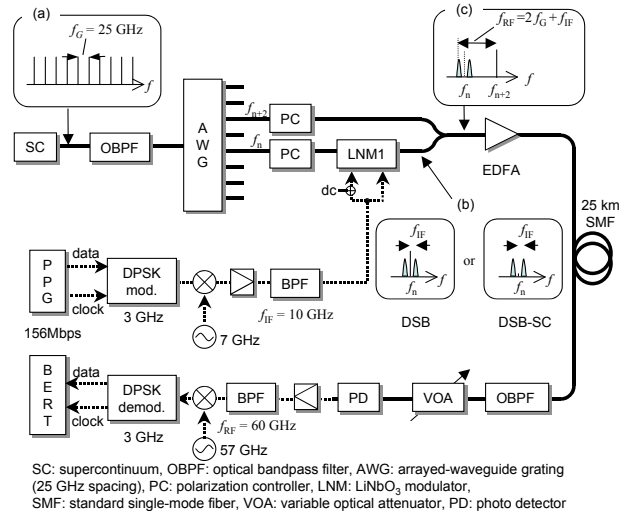 (a)
f_G = 25 GHz
f
(c)
f_RF=2f_G + f_IF
f
f_n
f_n+2
SC
OBPF
AWG
f_n+2
f_n
PC
PC
LNM1
dc
EDFA
(b)
25 km
SMF
f_IF
f
f_n
DSB
or
f_IF
f
f_n
DSB-SC
PPG
data
clock
156Mbps
DPSK
mod.
3 GHz
7 GHz
BPF
f_IF = 10 GHz
BERT
data
clock
DPSK
demod.
3 GHz
57 GHz
BPF
f_RF = 60 GHz
PD
VOA
OBPF
SC: supercontinuum, OBPF: optical bandpass filter, AWG: arrayed-waveguide grating
(25 GHz spacing), PC: polarization controller, LNM: LiNbO3 modulator,
SMF: standard single-mode fiber, VOA: variable optical attenuator, PD: photo detector